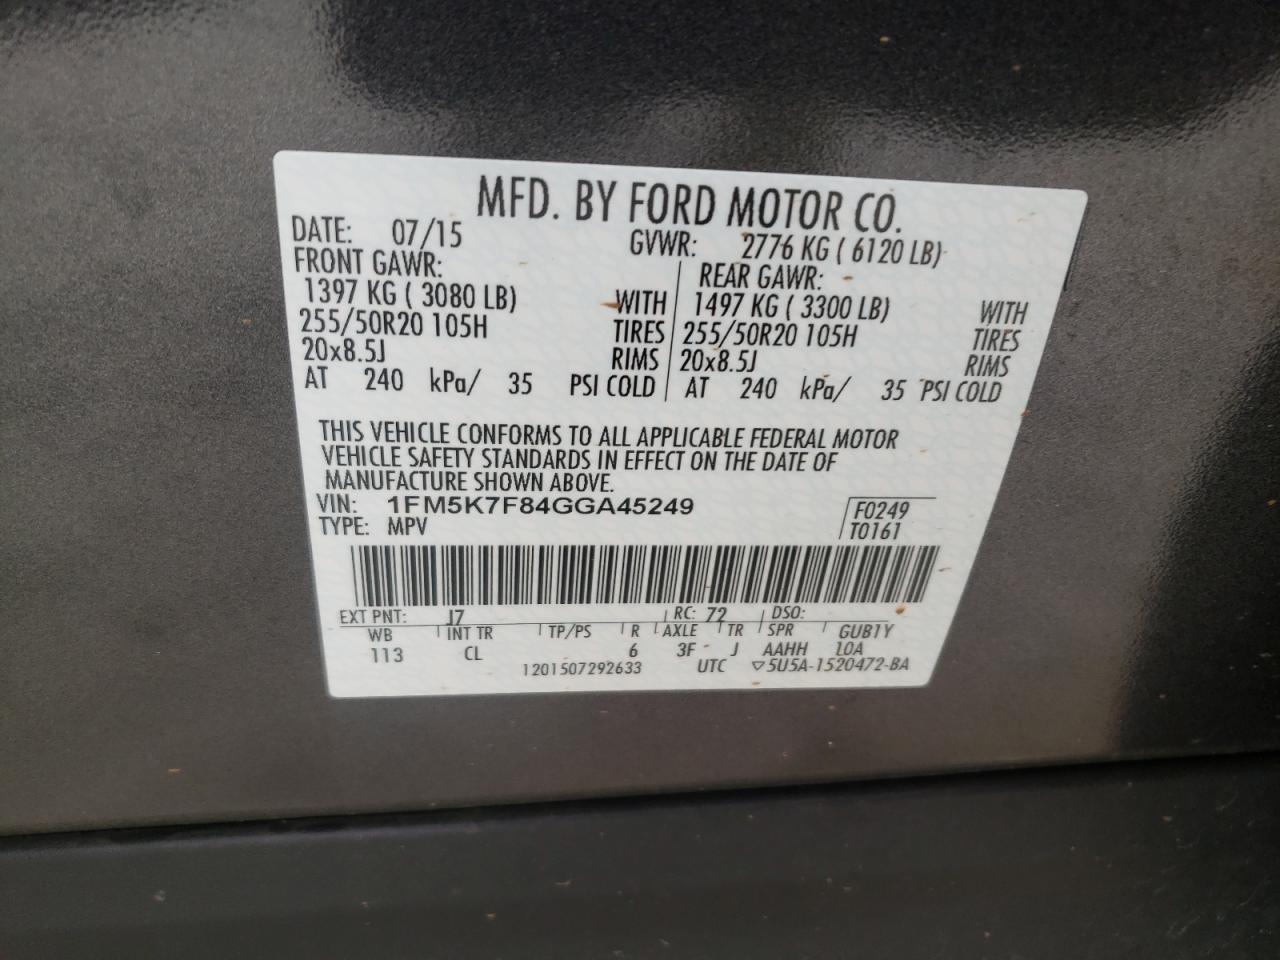 MFD. BY FORD MOTOR CO.
DATE: 07/15 GVWR: 2776 KG ( 6120 LB)
FRONT GAWR: REAR GAWR:
1397 KG ( 3080 LB) WITH 1497 KG ( 3300 LB) WITH
255/50R20 105H TIRES 255/50R20 105H TIRES
20x8.5J RIMS 20x8.5J RIMS
AT 240 kPa/ 35 PSI COLD AT 240 kPa/ 35 PSI COLD
THIS VEHICLE CONFORMS TO ALL APPLICABLE FEDERAL MOTOR
VEHICLE SAFETY STANDARDS IN EFFECT ON THE DATE OF
MANUFACTURE SHOWN ABOVE.
VIN: 1FM5K7F84GGA45249 F0249
TYPE: MPV T0161
EXT PNT: J7 RC: 72 DSO:
WB INT TR TP/PS R AXLE TR SPR GUB1Y
113 CL 6 3F J AAHH 10A
1201507292633 UTC ▽5U5A-1520472-BA